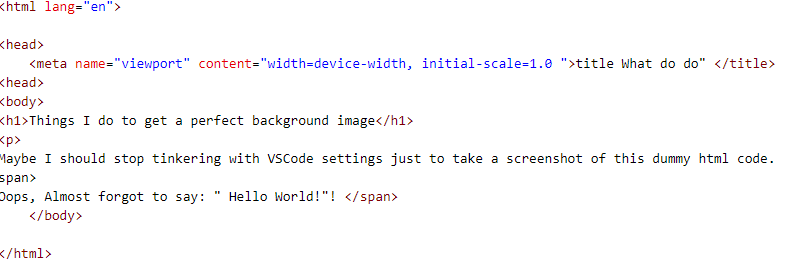 <html lang="en">
<head>
<meta name="viewport" content="width=device-width, initial-scale=1.0 ">title What do do" </title>
<head>
<body>
<h1>Things I do to get a perfect background image</h1>
<p>
Maybe I should stop tinkering with VSCode settings just to take a screenshot of this dummy html code.
span>
Oops, Almost forgot to say: " Hello World!"! </span>
</body>
</html>